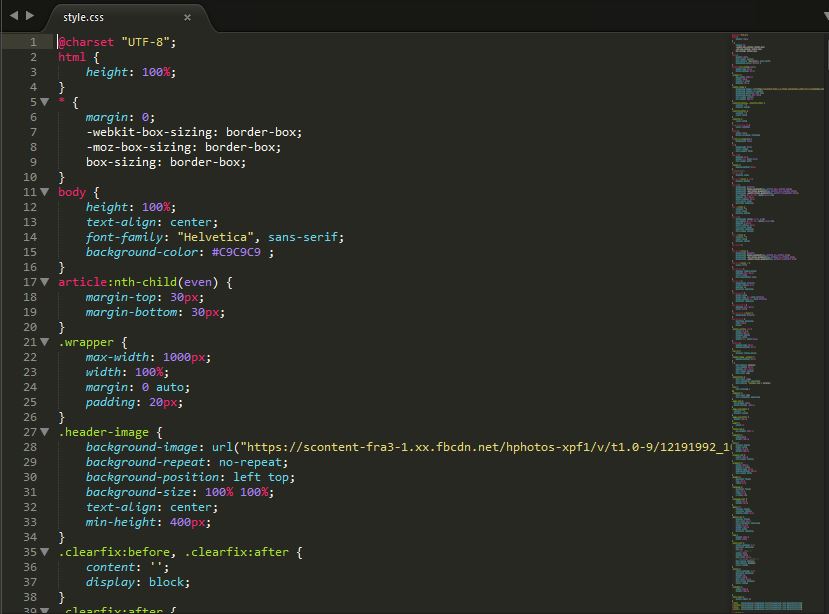 style.css ×
1 @charset "UTF-8";
2 html {
3 height: 100%;
4 }
5 * {
6 margin: 0;
7 -webkit-box-sizing: border-box;
8 -moz-box-sizing: border-box;
9 box-sizing: border-box;
10 }
11 body {
12 height: 100%;
13 text-align: center;
14 font-family: "Helvetica", sans-serif;
15 background-color: #C9C9C9 ;
16 }
17 article:nth-child(even) {
18 margin-top: 30px;
19 margin-bottom: 30px;
20 }
21 .wrapper {
22 max-width: 1000px;
23 width: 100%;
24 margin: 0 auto;
25 padding: 20px;
26 }
27 .header-image {
28 background-image: url("https://scontent-fra3-1.xx.fbcdn.net/hphotos-xpf1/v/t1.0-9/12191992_1
29 background-repeat: no-repeat;
30 background-position: left top;
31 background-size: 100% 100%;
32 text-align: center;
33 min-height: 400px;
34 }
35 .clearfix:before, .clearfix:after {
36 content: '';
37 display: block;
38 }
39 .clearfix:after {